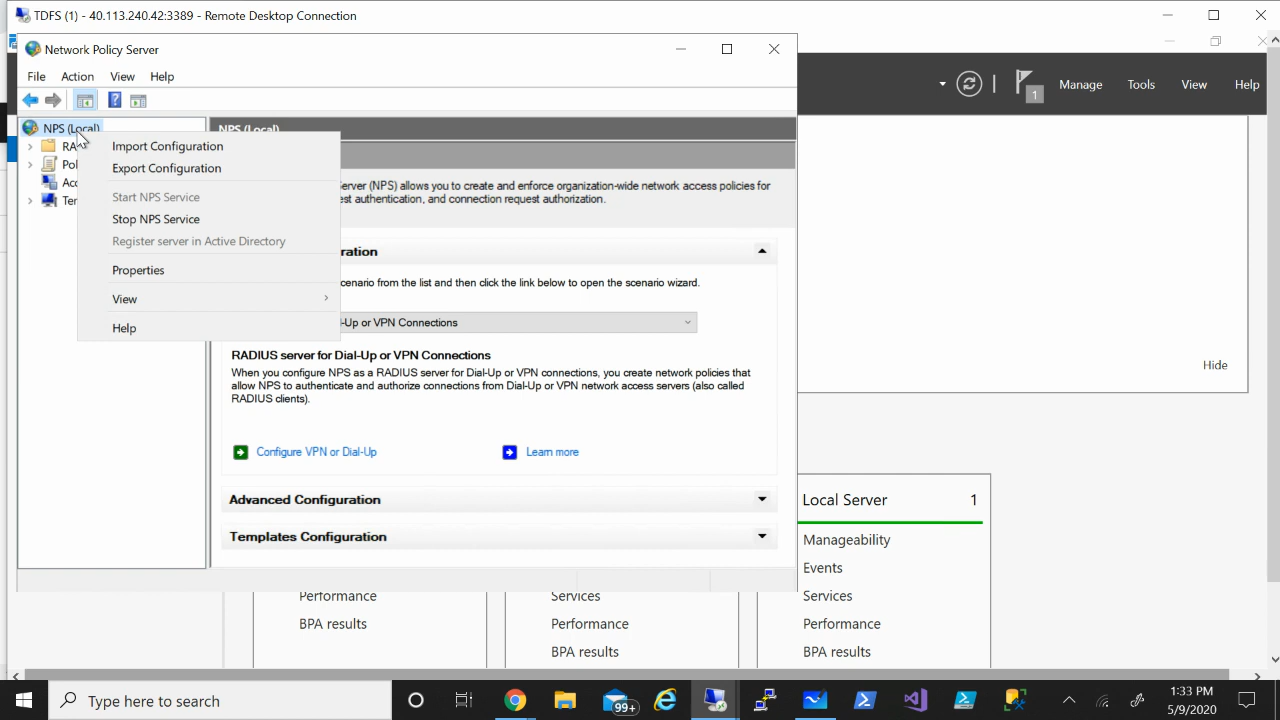 TDFS (1) - 40.113.240.42:3389 - Remote Desktop Connection
Network Policy Server
File Action View Help
Manage Tools View Help
1
NPS (Local)
NPS (Local)
RA
Pol
Acc
Ter
Import Configuration
Export Configuration
Start NPS Service
Stop NPS Service
Register server in Active Directory
Properties
View
Help
Server (NPS) allows you to create and enforce organization-wide network access policies for
est authentication, and connection request authorization.
ration
cenario from the list and then click the link below to open the scenario wizard.
l-Up or VPN Connections
RADIUS server for Dial-Up or VPN Connections
When you configure NPS as a RADIUS server for Dial-Up or VPN connections, you create network policies that
allow NPS to authenticate and authorize connections from Dial-Up or VPN network access servers (also called
RADIUS clients).
Configure VPN or Dial-Up
Learn more
Advanced Configuration
Templates Configuration
Hide
Local Server 1
Manageability
Events
Services
Performance
BPA results
Performance
BPA results
Services
Performance
BPA results
Type here to search
99+
1:33 PM
5/9/2020